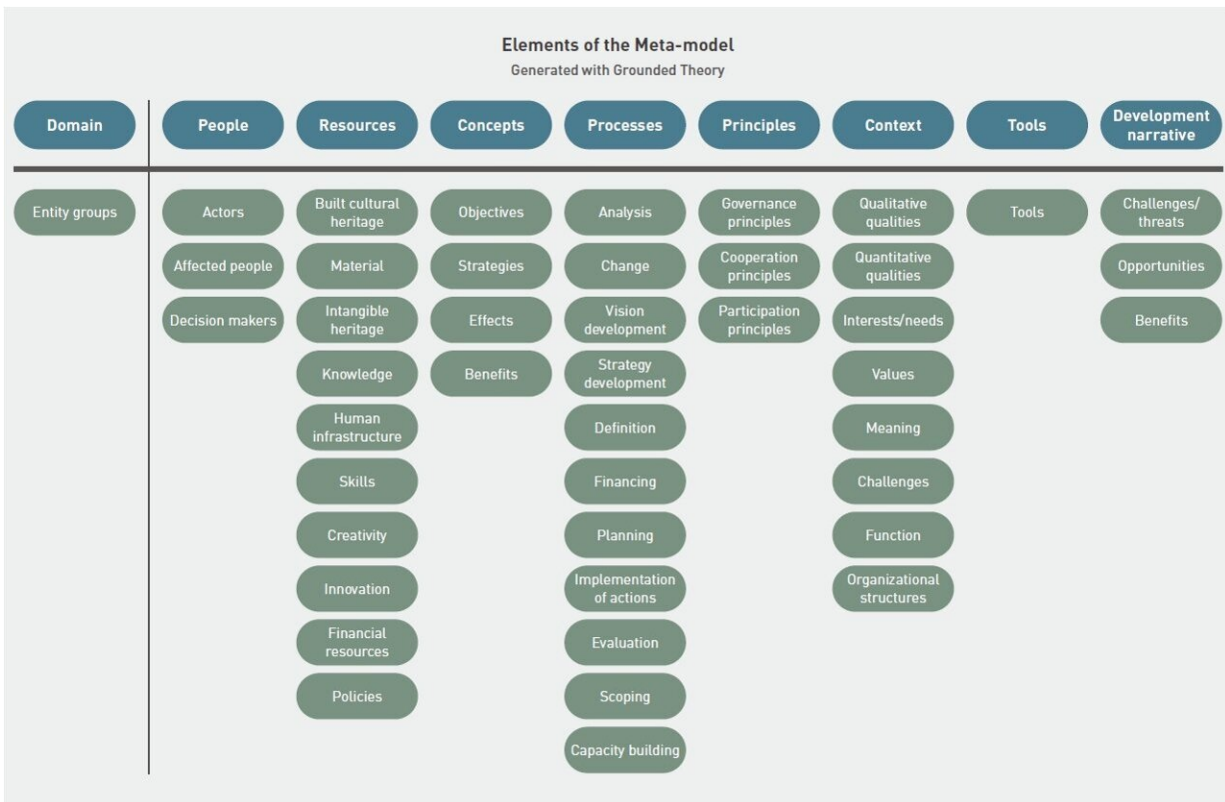 Elements of the Meta-model
Generated with Grounded Theory
Domain
People
Resources
Concepts
Processes
Principles
Context
Tools
Development
narrative
Entity groups
Actors
Affected people
Decision makers
Built cultural
heritage
Material
Intangible
heritage
Knowledge
Human
infrastructure
Skills
Creativity
Innovation
Financial
resources
Policies
Objectives
Strategies
Effects
Benefits
Analysis
Change
Vision
development
Strategy
development
Definition
Financing
Planning
Implementation
of actions
Evaluation
Scoping
Capacity building
Governance
principles
Cooperation
principles
Participation
principles
Qualitative
qualities
Quantitative
qualities
Interests/needs
Values
Meaning
Challenges
Function
Organizational
structures
Tools
Challenges/
threats
Opportunities
Benefits